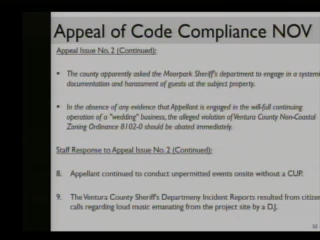 Appeal of Code Compliance NOV
Appeal Issue No. 2 (Continued):
• The county apparently asked the Moorpark Sheriff's department to engage in a systemi
documentation and harassment of guests at the subject property.
• In the absence of any evidence that Appellant is engaged in the will-full continuing
operation of a "wedding" business, the alleged violation of Ventura County Non-Coastal
Zoning Ordinance 8102-0 should be abated immediately.
Staff Response to Appeal Issue No. 2 (Continued):
8. Appellant continued to conduct unpermitted events onsite without a CUP.
9. The Ventura County Sheriff's Departmeny Incident Reports resulted from citizen
calls regarding loud music emanating from the project site by a D.J.